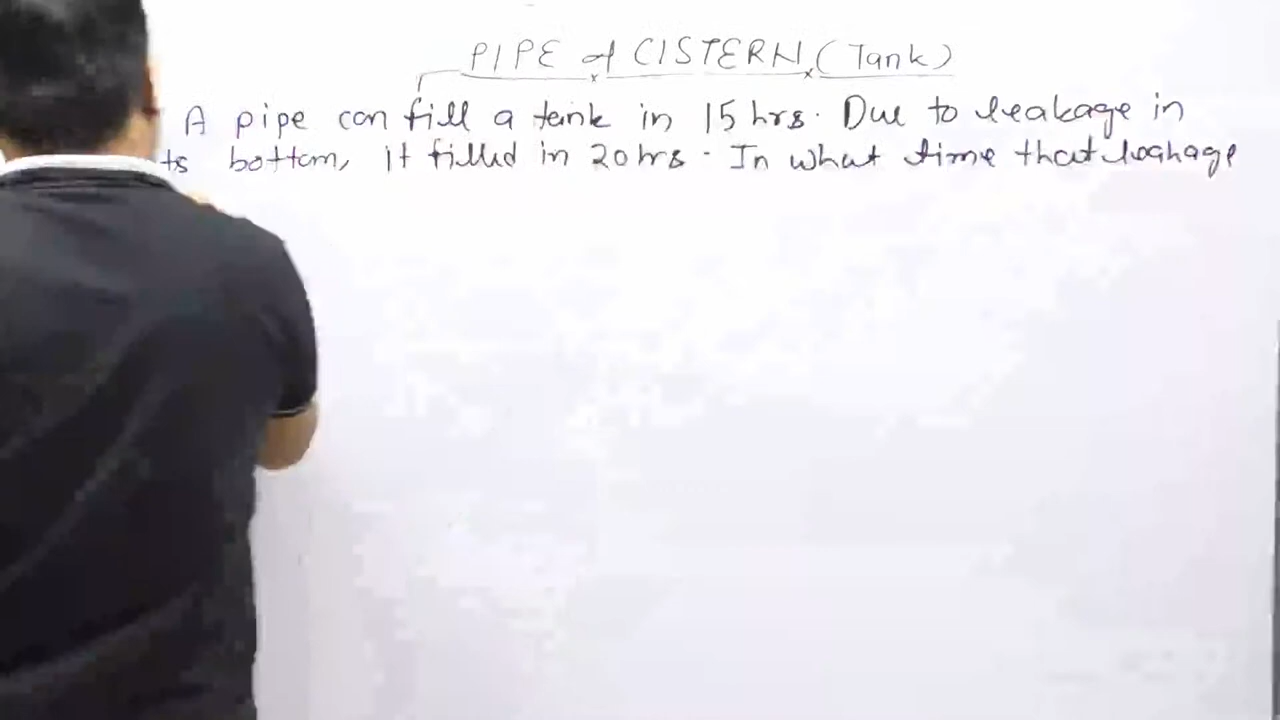 PIPE of CISTERN (Tank)
A pipe can fill a tank in 15 hrs. Due to leakage in
ts bottom, it filled in 20 hrs. In what time that leakage